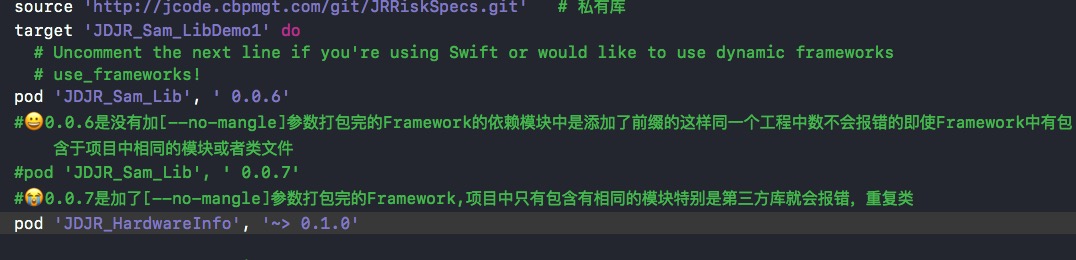 source 'http://jcode.cbpmgt.com/git/JRRiskSpecs.git'   # 私有库
target 'JDJR_Sam_LibDemo1' do
  # Uncomment the next line if you're using Swift or would like to use dynamic frameworks
  # use_frameworks!
pod 'JDJR_Sam_Lib', ' 0.0.6'
#😀0.0.6是没有加[--no-mangle]参数打包完的Framework的依赖模块中是添加了前缀的这样同一个工程中数不会报错的即使Framework中有包
含于项目中相同的模块或者类文件
#pod 'JDJR_Sam_Lib', ' 0.0.7'
#😭0.0.7是加了[--no-mangle]参数打包完的Framework,项目中只有包含有相同的模块特别是第三方库就会报错，重复类
pod 'JDJR_HardwareInfo', '~> 0.1.0'